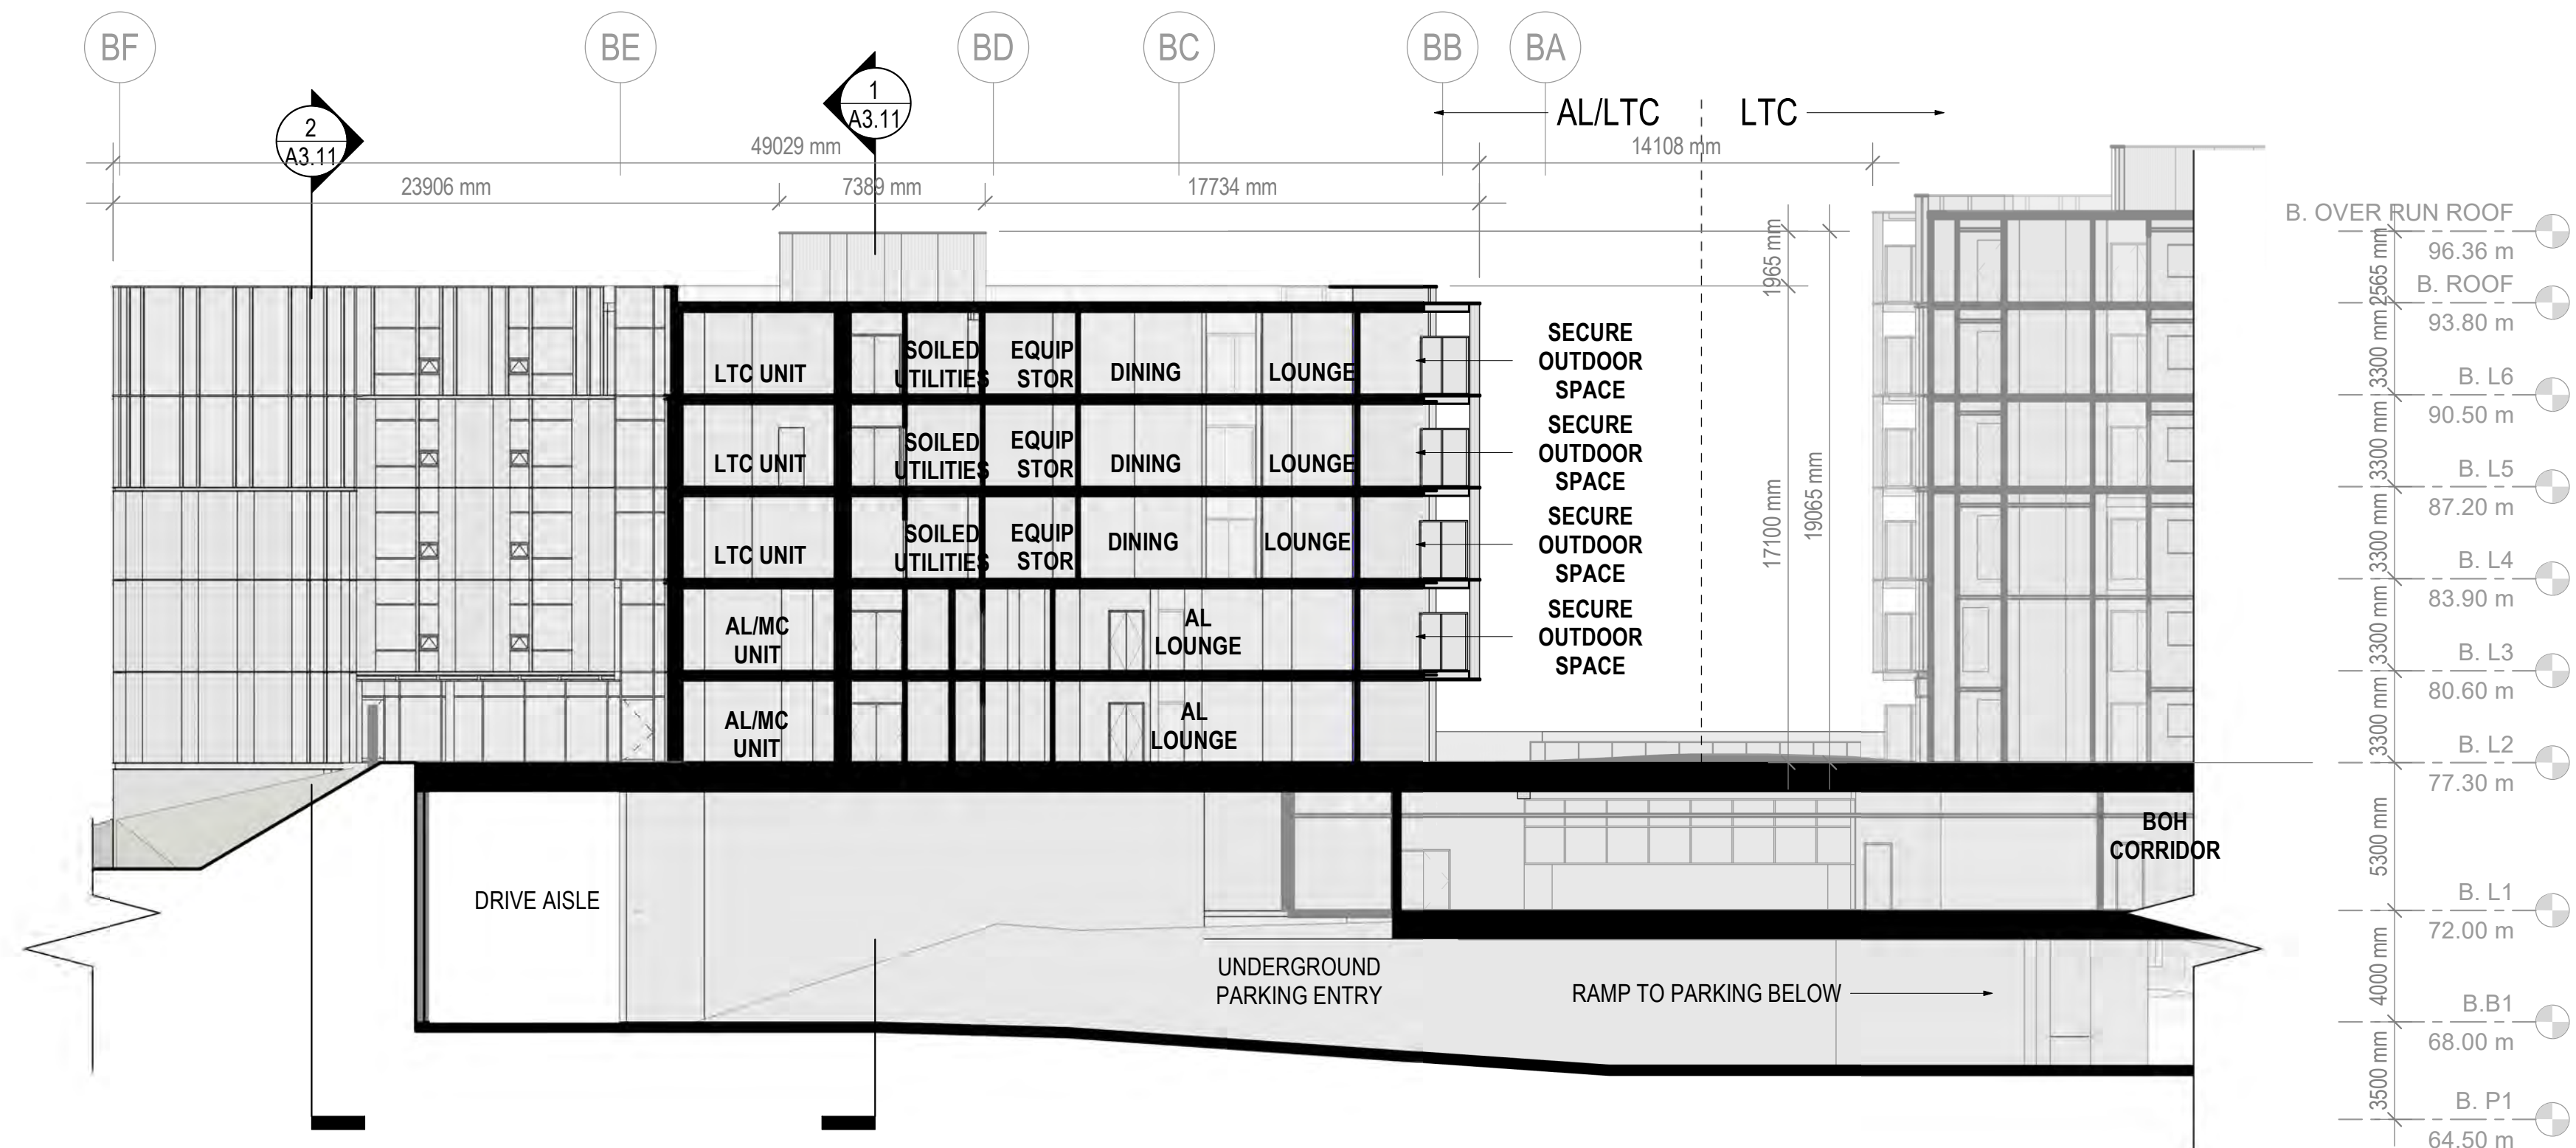 BF
BE
BD
BC
BB
BA
2
A3.11
1
A3.11
AL/LTC
LTC
49029 mm
14108 mm
23906 mm
7389 mm
17734 mm
1965 mm
17100 mm
19065 mm
LTC UNIT
SOILED
UTILITIES
EQUIP
STOR
DINING
LOUNGE
SECURE
OUTDOOR
SPACE
LTC UNIT
SOILED
UTILITIES
EQUIP
STOR
DINING
LOUNGE
SECURE
OUTDOOR
SPACE
LTC UNIT
SOILED
UTILITIES
EQUIP
STOR
DINING
LOUNGE
SECURE
OUTDOOR
SPACE
AL/MC
UNIT
AL
LOUNGE
SECURE
OUTDOOR
SPACE
AL/MC
UNIT
AL
LOUNGE
BOH
CORRIDOR
DRIVE AISLE
UNDERGROUND
PARKING ENTRY
RAMP TO PARKING BELOW
B. OVER RUN ROOF
96.36 m
2565 mm
B. ROOF
93.80 m
3300 mm
B. L6
90.50 m
3300 mm
B. L5
87.20 m
3300 mm
B. L4
83.90 m
3300 mm
B. L3
80.60 m
3300 mm
B. L2
77.30 m
5300 mm
B. L1
72.00 m
4000 mm
B.B1
68.00 m
3500 mm
B. P1
64.50 m